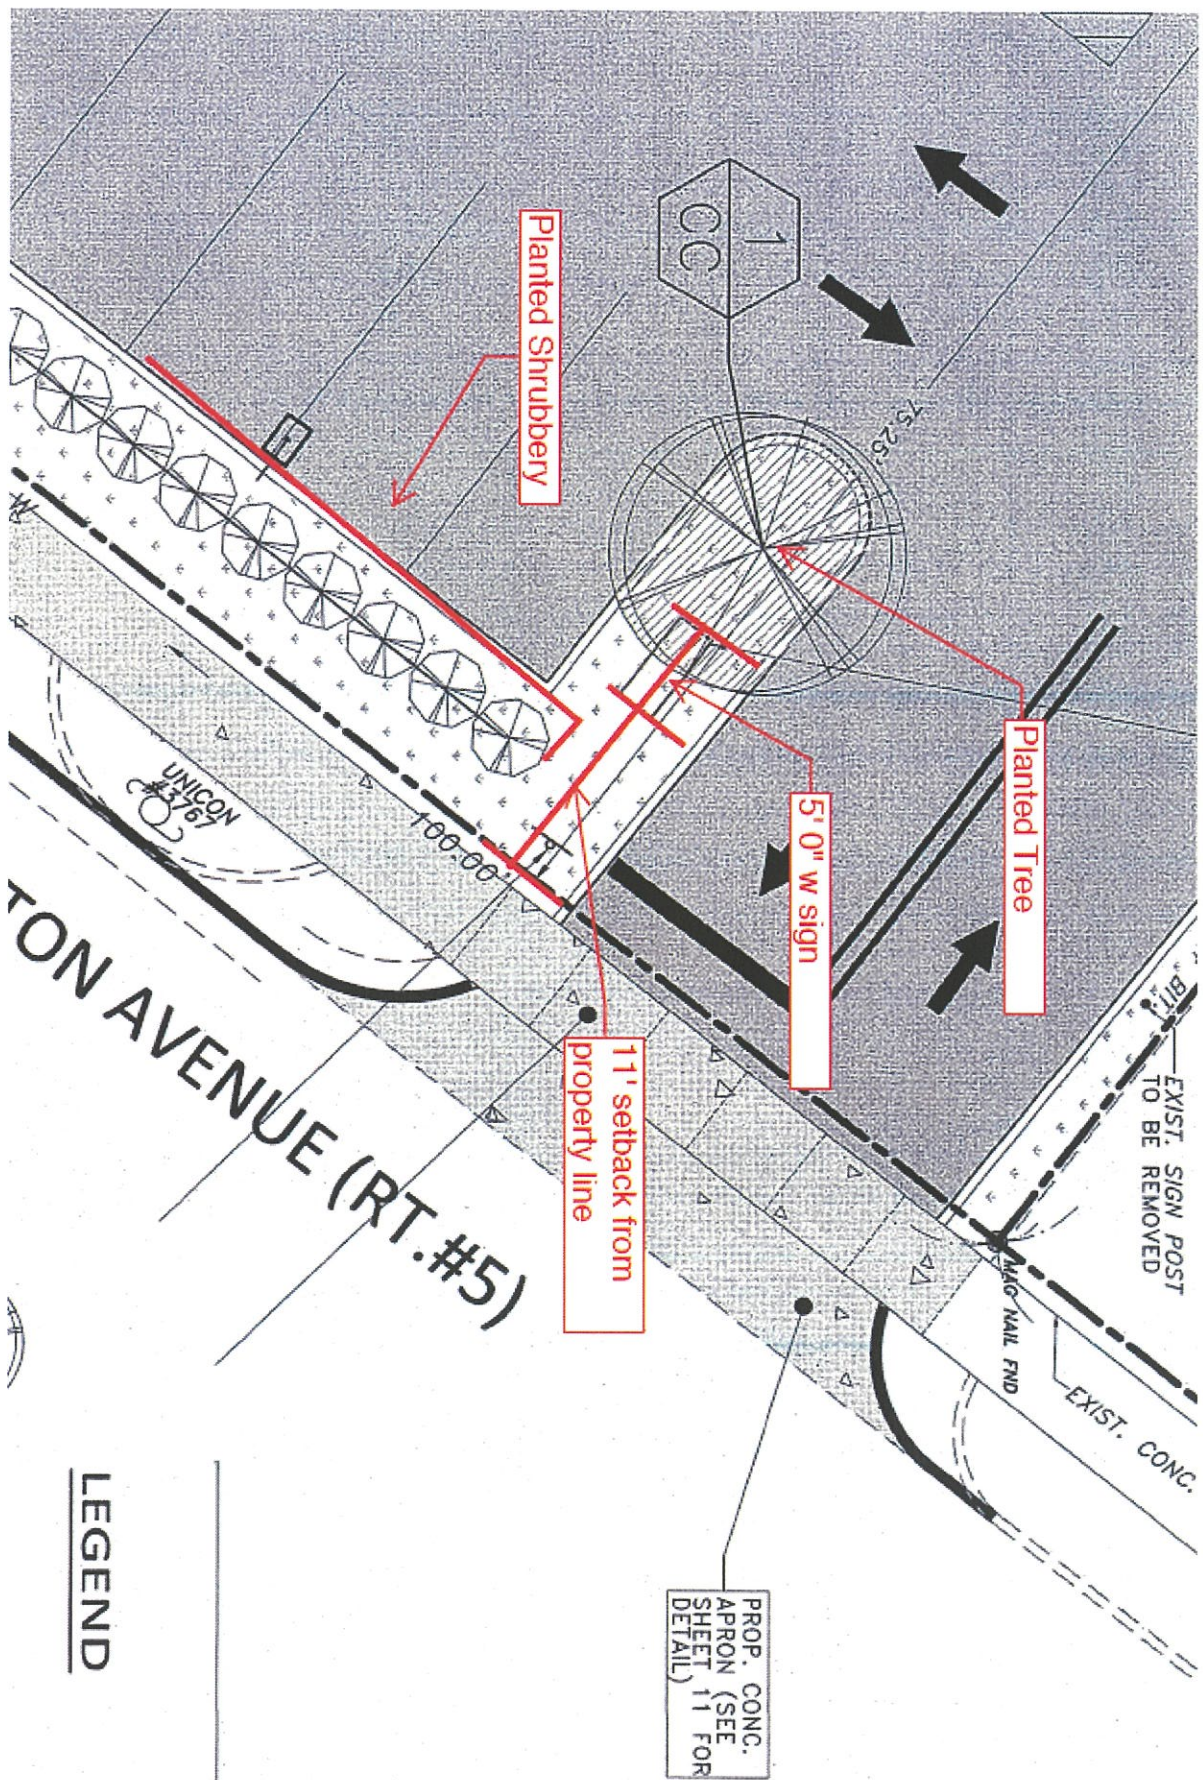 EXIST. SIGN POST
TO BE REMOVED
BIT.
EXIST. CONC.
MAG NAIL FND
Planted Tree
75.26'
1
CC
5' 0" w sign
Planted Shrubbery
11' setback from
property line
100.00'
UNICON
#3767
TON AVENUE (RT.#5)
PROP. CONC.
APRON (SEE
SHEET 11 FOR
DETAIL)
LEGEND